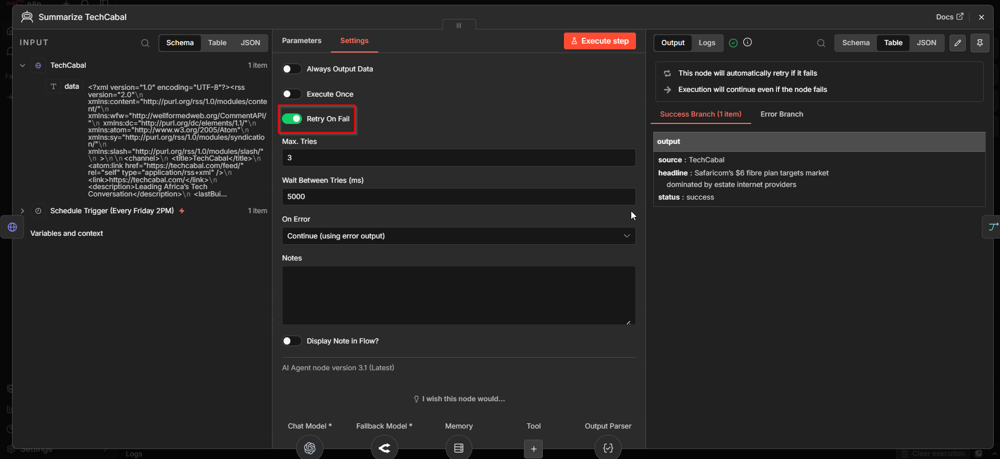 n8n
Summarize TechCabal
Docs
INPUT
Schema
Table
JSON
Parameters
Settings
Execute step
Output
Logs
Schema
Table
JSON
TechCabal
1 item
T data
<?xml version="1.0" encoding="UTF-8"?><rss
version="2.0"\n
xmlns:content="http://purl.org/rss/1.0/modules/conte
nt/"\n
xmlns:wfw="http://wellformedweb.org/CommentAPI/
"\n xmlns:dc="http://purl.org/dc/elements/1.1/"\n
xmlns:atom="http://www.w3.org/2005/Atom"\n
xmlns:sy="http://purl.org/rss/1.0/modules/syndicatio
n/"\n
xmlns:slash="http://purl.org/rss/1.0/modules/slash/"
\n >\n\n<channel>\n <title>TechCabal</title>\n
<atom:link href="https://techcabal.com/feed/"
rel="self" type="application/rss+xml" />\n
<link>https://techcabal.com/</link>\n
<description>Leading Africa’s Tech
Conversation</description>\n <lastBui...
Schedule Trigger (Every Friday 2PM)
1 item
Variables and context
Always Output Data
Execute Once
Retry On Fail
Max. Tries
3
Wait Between Tries (ms)
5000
On Error
Continue (using error output)
Notes
Display Note in Flow?
AI Agent node version 3.1 (Latest)
I wish this node would...
Chat Model *
Fallback Model *
Memory
Tool
Output Parser
This node will automatically retry if it fails
Execution will continue even if the node fails
Success Branch (1 item)
Error Branch
output
source : TechCabal
headline : Safaricom’s $6 fibre plan targets market
dominated by estate internet providers
status : success
Fa
Settings
Logs
Clear execution